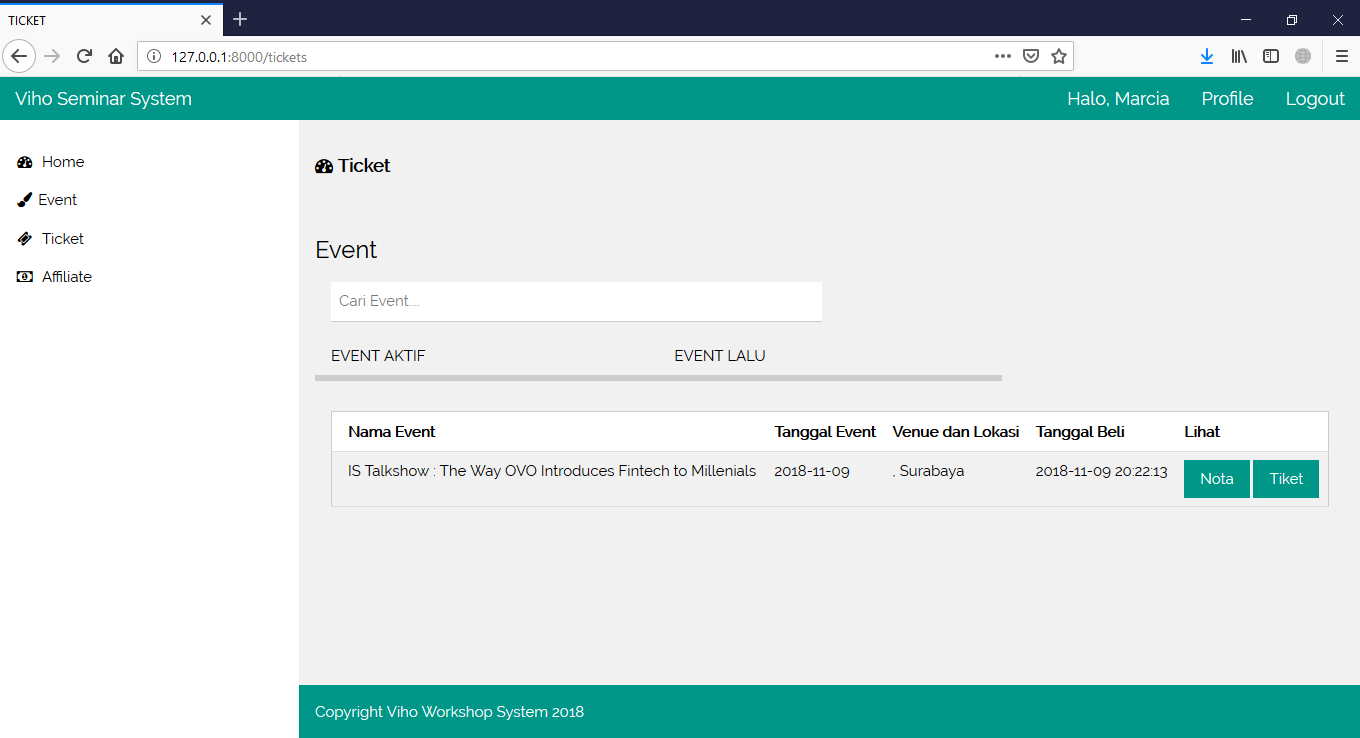 TICKET
127.0.0.1:8000/tickets
Viho Seminar System
Halo, Marcia Profile Logout
Home
Event
Ticket
Affiliate
Ticket
Event
Cari Event....
EVENT AKTIF EVENT LALU
Nama Event Tanggal Event Venue dan Lokasi Tanggal Beli Lihat
IS Talkshow : The Way OVO Introduces Fintech to Millenials 2018-11-09 , Surabaya 2018-11-09 20:22:13 Nota Tiket
Copyright Viho Workshop System 2018